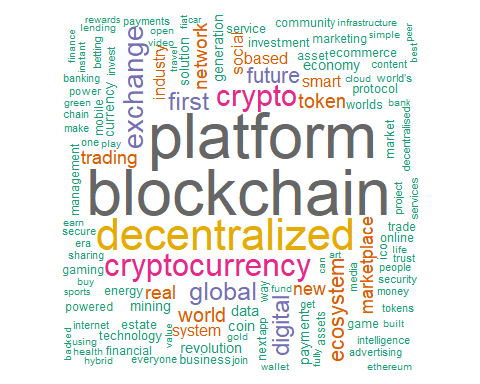 rewards payments fiat car infrastructure
lending open service community simple
finance instant betting invest video travel solution generation investment marketing best peer
exchange industry network social based asset ecommerce content
banking future economy cloud world's
power mobile currency first crypto smart protocol
green token worlds bank
chain make platform market decentralised
one play
trading
management blockchain project services
earn decentralized trade
secure era online
sharing cryptocurrency ico life trust
gaming can art people
buy sports energy real global way fund new ecosystem media marketplace security
powered mining world data digital get money
tokens
internet estate system coin payment assets game built
backed using technology value gold nextapp fully intelligence
health financial revolution advertising
hybrid everyone business join wallet ethereum